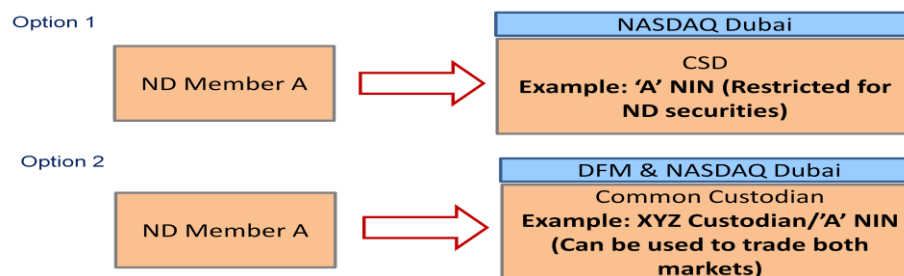 Option 1
NASDAQ Dubai
ND Member A
CSD
Example: ‘A’ NIN (Restricted for
ND securities)
Option 2
DFM & NASDAQ Dubai
ND Member A
Common Custodian
Example: XYZ Custodian/’A’ NIN
(Can be used to trade both
markets)